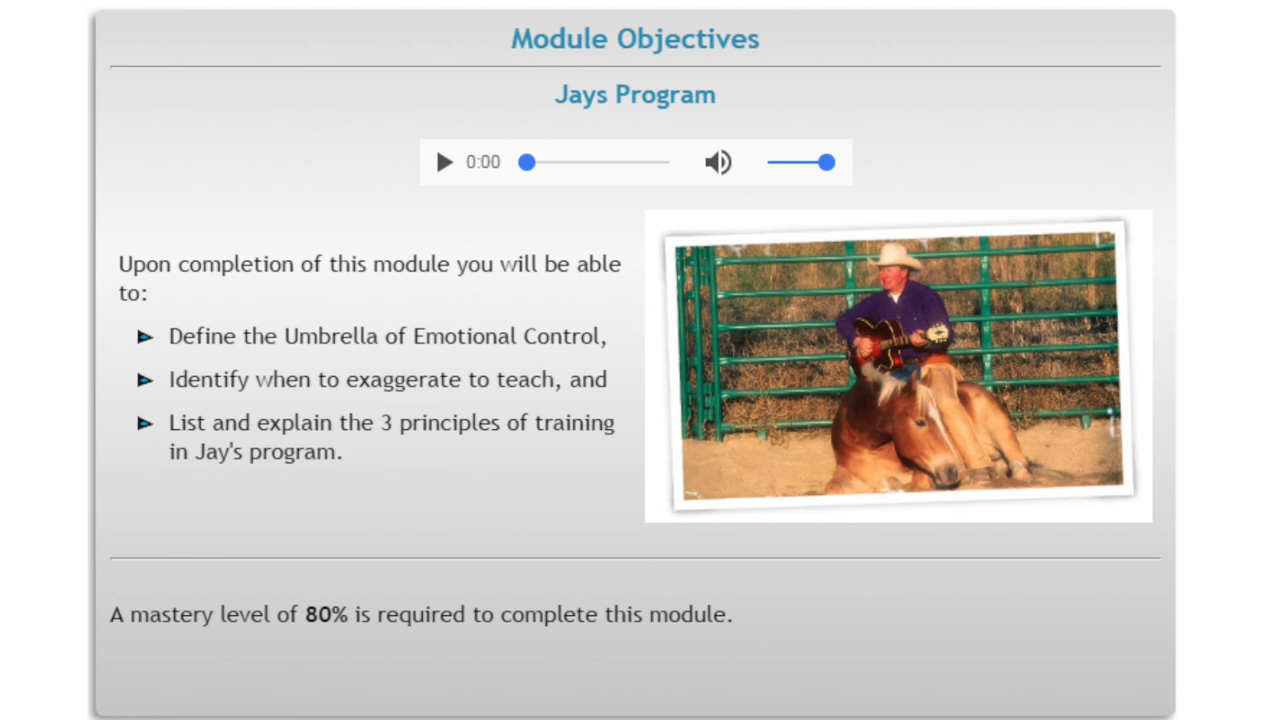 Module Objectives
Jays Program
0:00
Upon completion of this module you will be able
to:
Define the Umbrella of Emotional Control,
Identify when to exaggerate to teach, and
List and explain the 3 principles of training
in Jay's program.
A mastery level of 80% is required to complete this module.